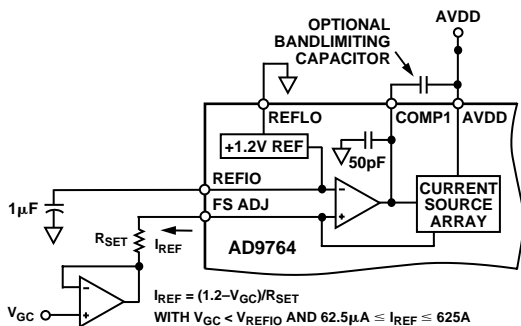 OPTIONAL
BANDLIMITING
CAPACITOR
AVDD
REFLO
COMP1
AVDD
+1.2V REF
50pF
REFIO
–
FS ADJ
+
CURRENT
SOURCE
ARRAY
1µF
RSET
IREF
AD9764
–
+
VGC
IREF = (1.2–VGC)/RSET
WITH VGC < VREFIO AND 62.5µA ≤ IREF ≤ 625A